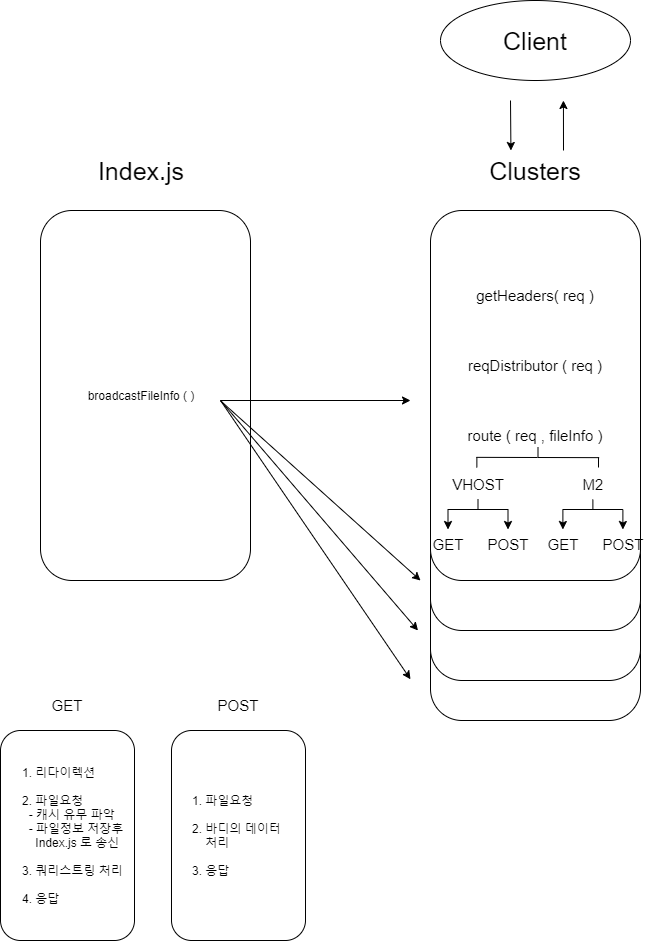 Client
Index.js
Clusters
getHeaders( req )
reqDistributor ( req )
broadcastFileInfo ( )
route ( req , fileInfo )
VHOST M2
GET POST GET POST
GET
1. 리다이렉션
2. 파일요청
- 캐시 유무 파악
- 파일정보 저장후
Index.js 로 송신
3. 쿼리스트링 처리
4. 응답
POST
1. 파일요청
2. 바디의 데이터
처리
3. 응답